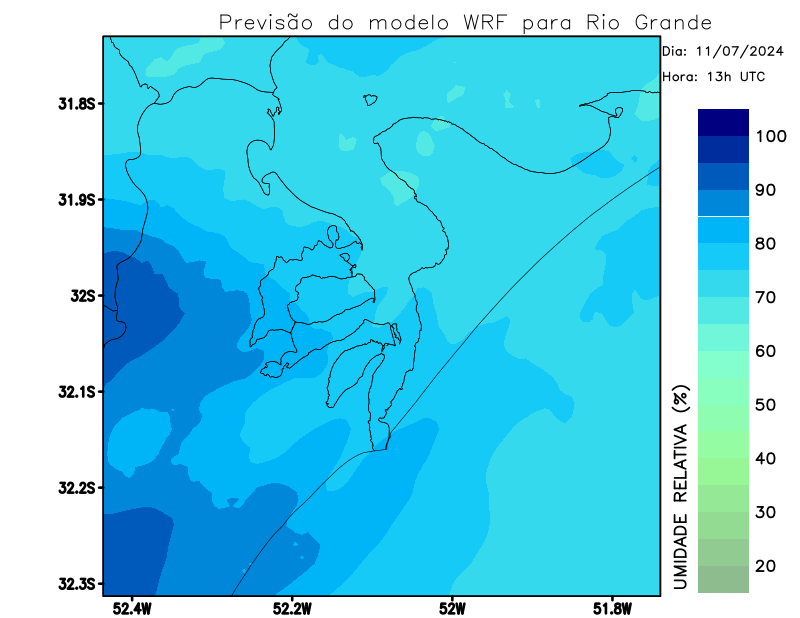 Previsão do modelo WRF para Rio Grande
Dia: 11/07/2024
Hora: 13h UTC
31.8S
31.9S
32S
32.1S
32.2S
32.3S
52.4W
52.2W
52W
51.8W
100
90
80
70
60
50
40
30
20
UMIDADE RELATIVA (%)